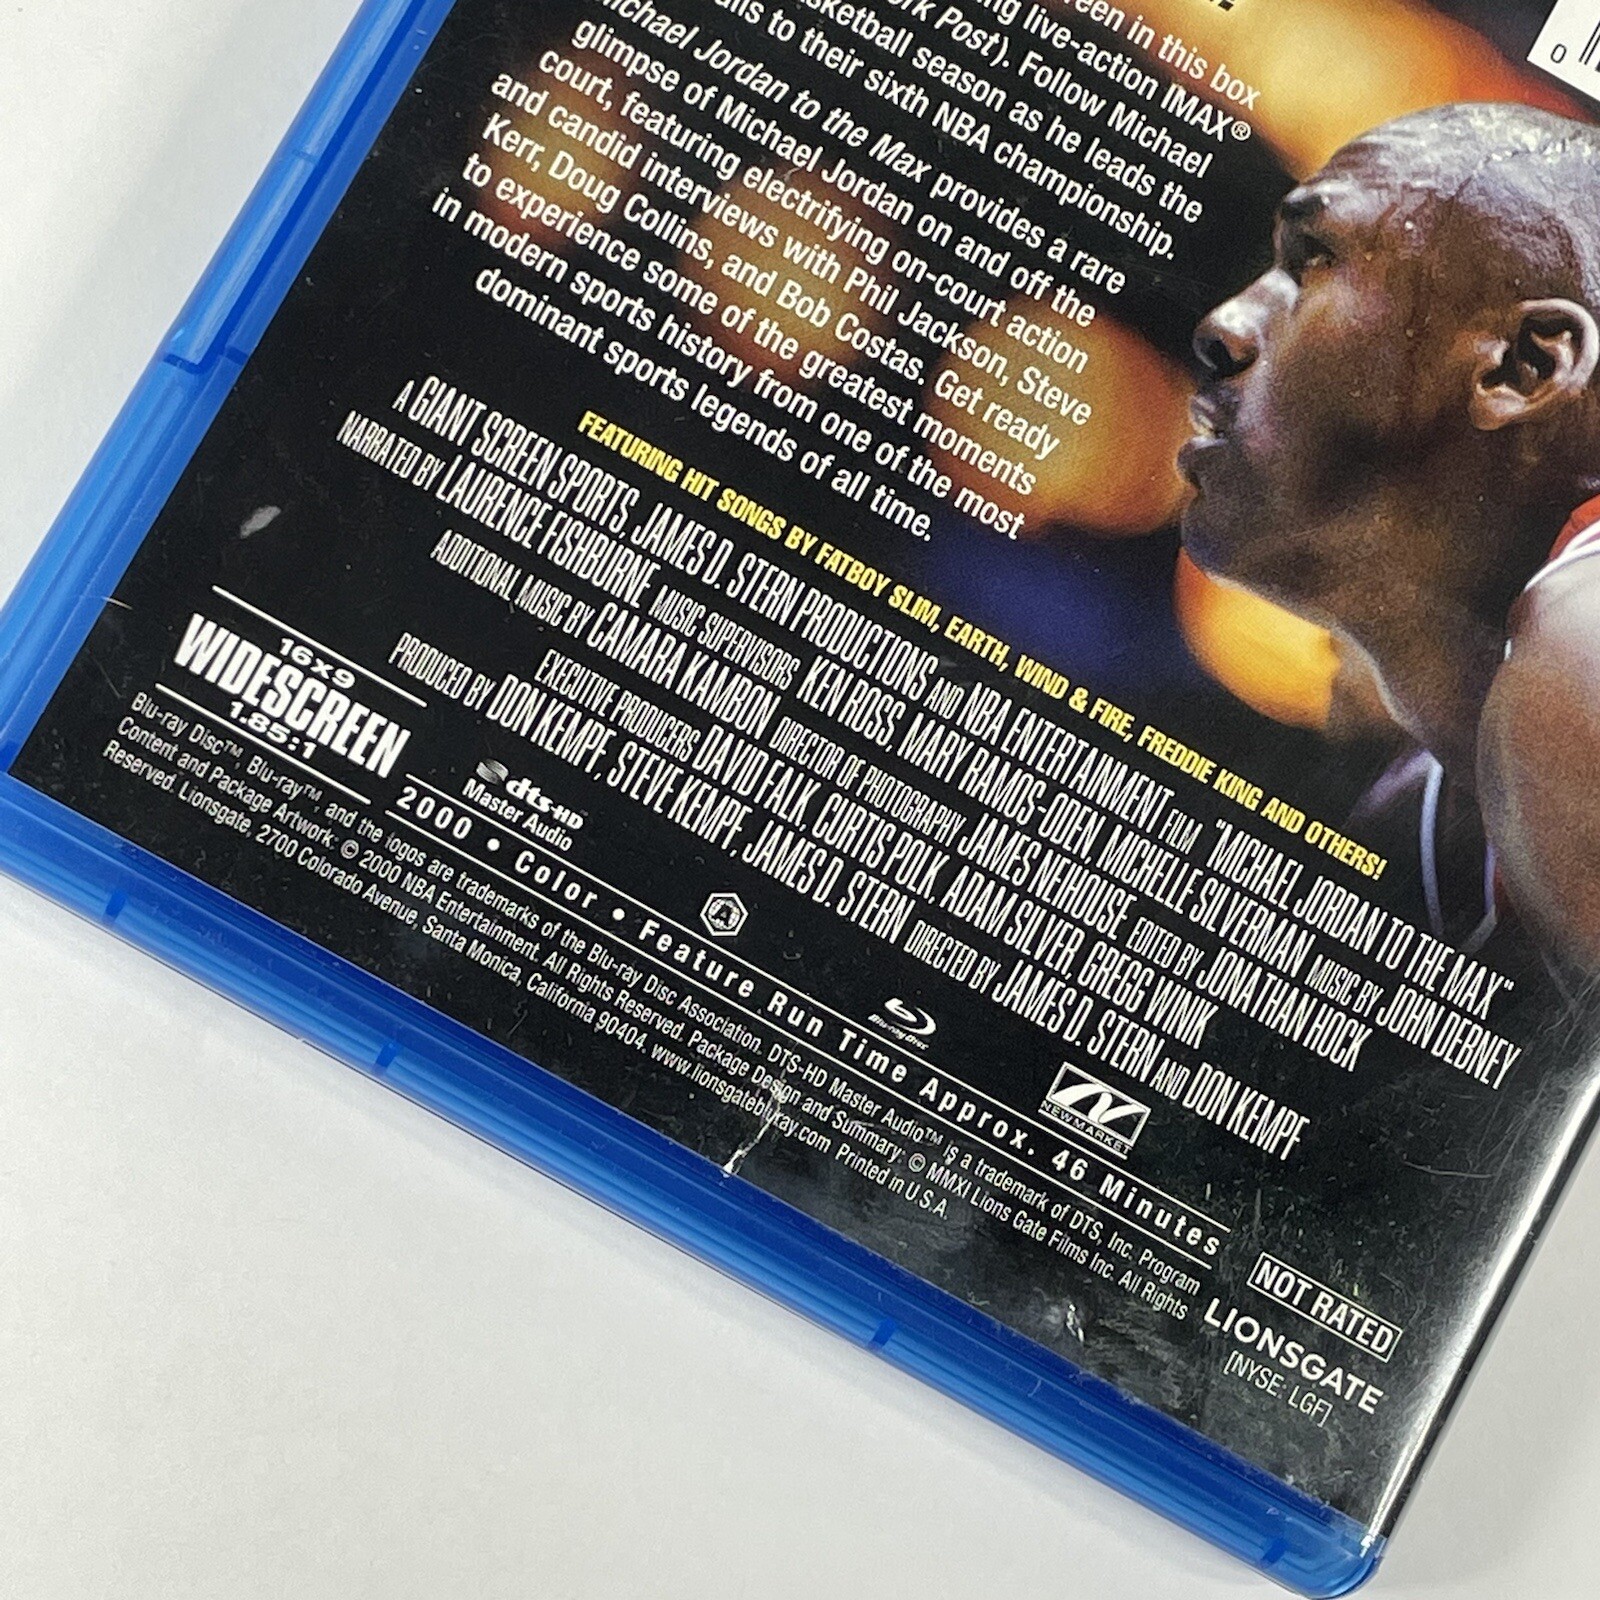 reen in this box
ng live-action IMAX®
rk Post). Follow Michael
sketball season as he leads the
to their sixth NBA championship.
ichael Jordan to the Max provides a rare
glimpse of Michael Jordan on and off the
court, featuring electrifying on-court action
and candid interviews with Phil Jackson, Steve
Kerr, Doug Collins, and Bob Costas. Get ready
to experience some of the greatest moments
in modern sports history from one of the most
dominant sports legends of all time.
FEATURING HIT SONGS BY FATBOY SLIM, EARTH, WIND & FIRE, FREDDIE KING AND OTHERS!
A GIANT SCREEN SPORTS, JAMES D. STERN PRODUCTIONS AND NBA ENTERTAINMENT FILM "MICHAEL JORDAN TO THE MAX"
NARRATED BY LAURENCE FISHBURNE MUSIC SUPERVISORS KEN ROSS, MARY RAMOS-ODEN, MICHELLE SILVERMAN MUSIC BY JOHN DEBNEY
ADDITIONAL MUSIC BY CAMARA KAMBON DIRECTOR OF PHOTOGRAPHY JAMES NEIHOUSE EDITED BY JONATHAN HOCK
EXECUTIVE PRODUCERS DAVID FALK, CURTIS POLK, ADAM SILVER, GREGG WINIK
PRODUCED BY DON KEMPF, STEVE KEMPF, JAMES D. STERN DIRECTED BY JAMES D. STERN AND DON KEMPF
16x9
WIDESCREEN
1.85:1
dts-HD
Master Audio
A
Blu-ray Disc
NEWMARKET
2000 • Color • Feature Run Time Approx. 46 Minutes
Blu-ray Disc™, Blu-ray™, and the logos are trademarks of the Blu-ray Disc Association. DTS-HD Master Audio™ is a trademark of DTS, Inc. Program
Content and Package Artwork: © 2000 NBA Entertainment. All Rights Reserved. Package Design and Summary: © MMXI Lions Gate Films Inc. All Rights
Reserved. Lionsgate, 2700 Colorado Avenue, Santa Monica, California 90404. www.lionsgatebluray.com Printed in U.S.A.
NOT RATED
LIONSGATE
[NYSE: LGF]
0